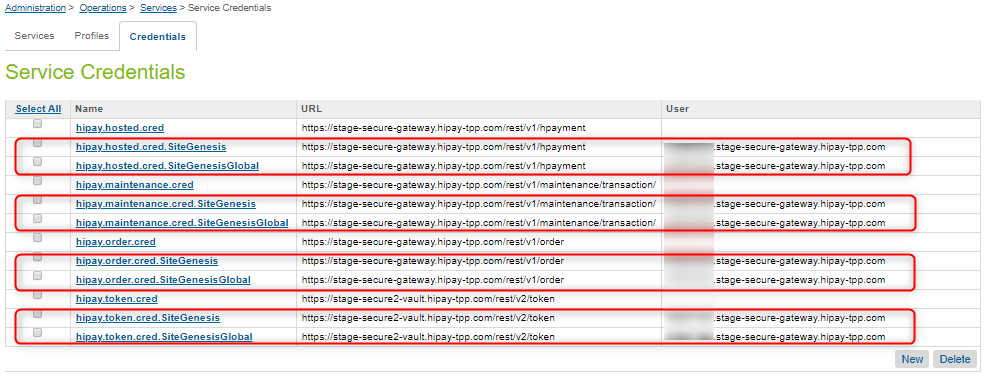 Administration > Operations > Services > Service Credentials
Services Profiles Credentials
Service Credentials
Select All Name URL User
hipay.hosted.cred https://stage-secure-gateway.hipay-tpp.com/rest/v1/hpayment
hipay.hosted.cred.SiteGenesis https://stage-secure-gateway.hipay-tpp.com/rest/v1/hpayment .stage-secure-gateway.hipay-tpp.com
hipay.hosted.cred.SiteGenesisGlobal https://stage-secure-gateway.hipay-tpp.com/rest/v1/hpayment .stage-secure-gateway.hipay-tpp.com
hipay.maintenance.cred https://stage-secure-gateway.hipay-tpp.com/rest/v1/maintenance/transaction/
hipay.maintenance.cred.SiteGenesis https://stage-secure-gateway.hipay-tpp.com/rest/v1/maintenance/transaction/ .stage-secure-gateway.hipay-tpp.com
hipay.maintenance.cred.SiteGenesisGlobal https://stage-secure-gateway.hipay-tpp.com/rest/v1/maintenance/transaction/ .stage-secure-gateway.hipay-tpp.com
hipay.order.cred https://stage-secure-gateway.hipay-tpp.com/rest/v1/order
hipay.order.cred.SiteGenesis https://stage-secure-gateway.hipay-tpp.com/rest/v1/order .stage-secure-gateway.hipay-tpp.com
hipay.order.cred.SiteGenesisGlobal https://stage-secure-gateway.hipay-tpp.com/rest/v1/order .stage-secure-gateway.hipay-tpp.com
hipay.token.cred https://stage-secure2-vault.hipay-tpp.com/rest/v2/token
hipay.token.cred.SiteGenesis https://stage-secure2-vault.hipay-tpp.com/rest/v2/token .stage-secure-gateway.hipay-tpp.com
hipay.token.cred.SiteGenesisGlobal https://stage-secure2-vault.hipay-tpp.com/rest/v2/token .stage-secure-gateway.hipay-tpp.com
New Delete